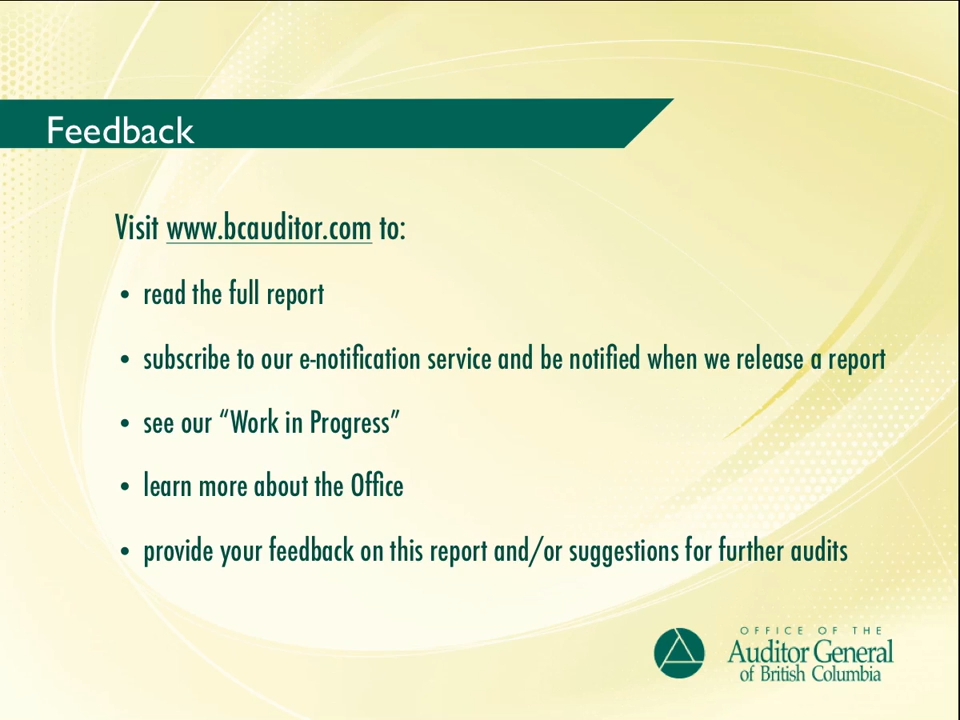 Feedback
Visit www.bcauditor.com to:
• read the full report
• subscribe to our e-notification service and be notified when we release a report
• see our “Work in Progress”
• learn more about the Office
• provide your feedback on this report and/or suggestions for further audits
OFFICE OF THE
Auditor General
of British Columbia